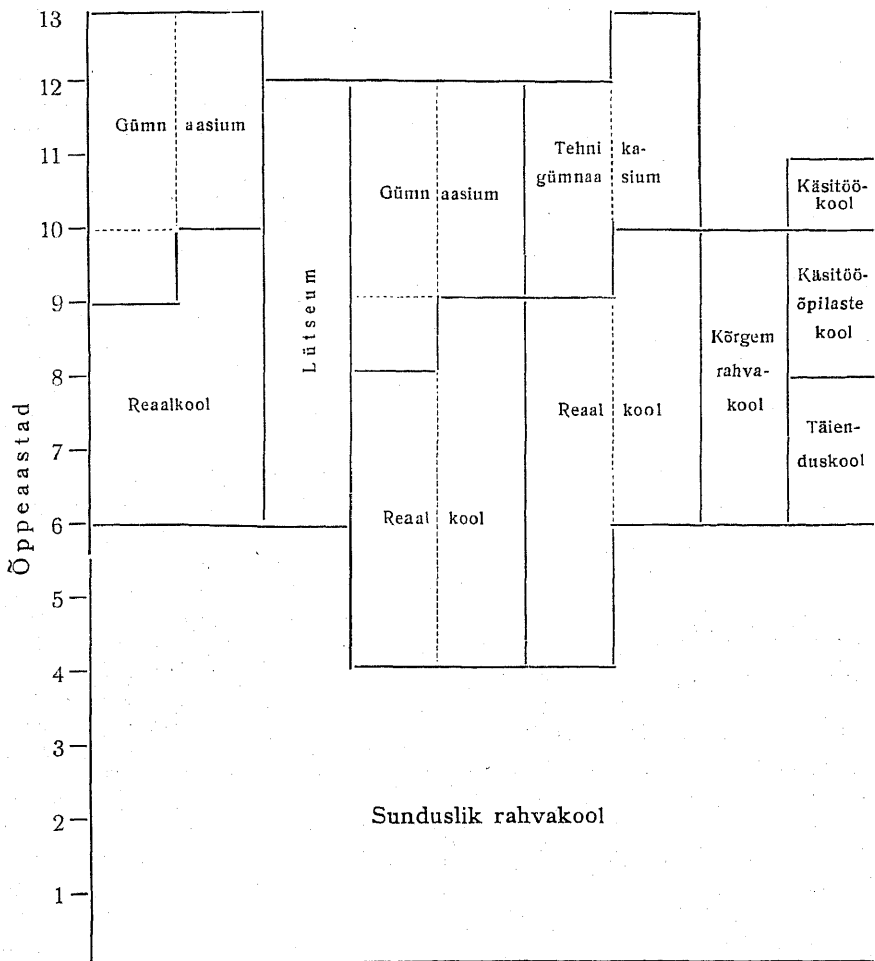 13
12
11
10
9
8
7
6
5
4
3
2
1
Õppeaastad
Gümn aasium
Reaalkool
Lütseum
Gümn aasium
Reaal kool
Tehni ka-
gümnaa sium
Reaal kool
Kõrgem
rahva-
kool
Käsitöö-
kool
Käsitöö-
õpilaste
kool
Täien-
duskool
Sunduslik rahvakool